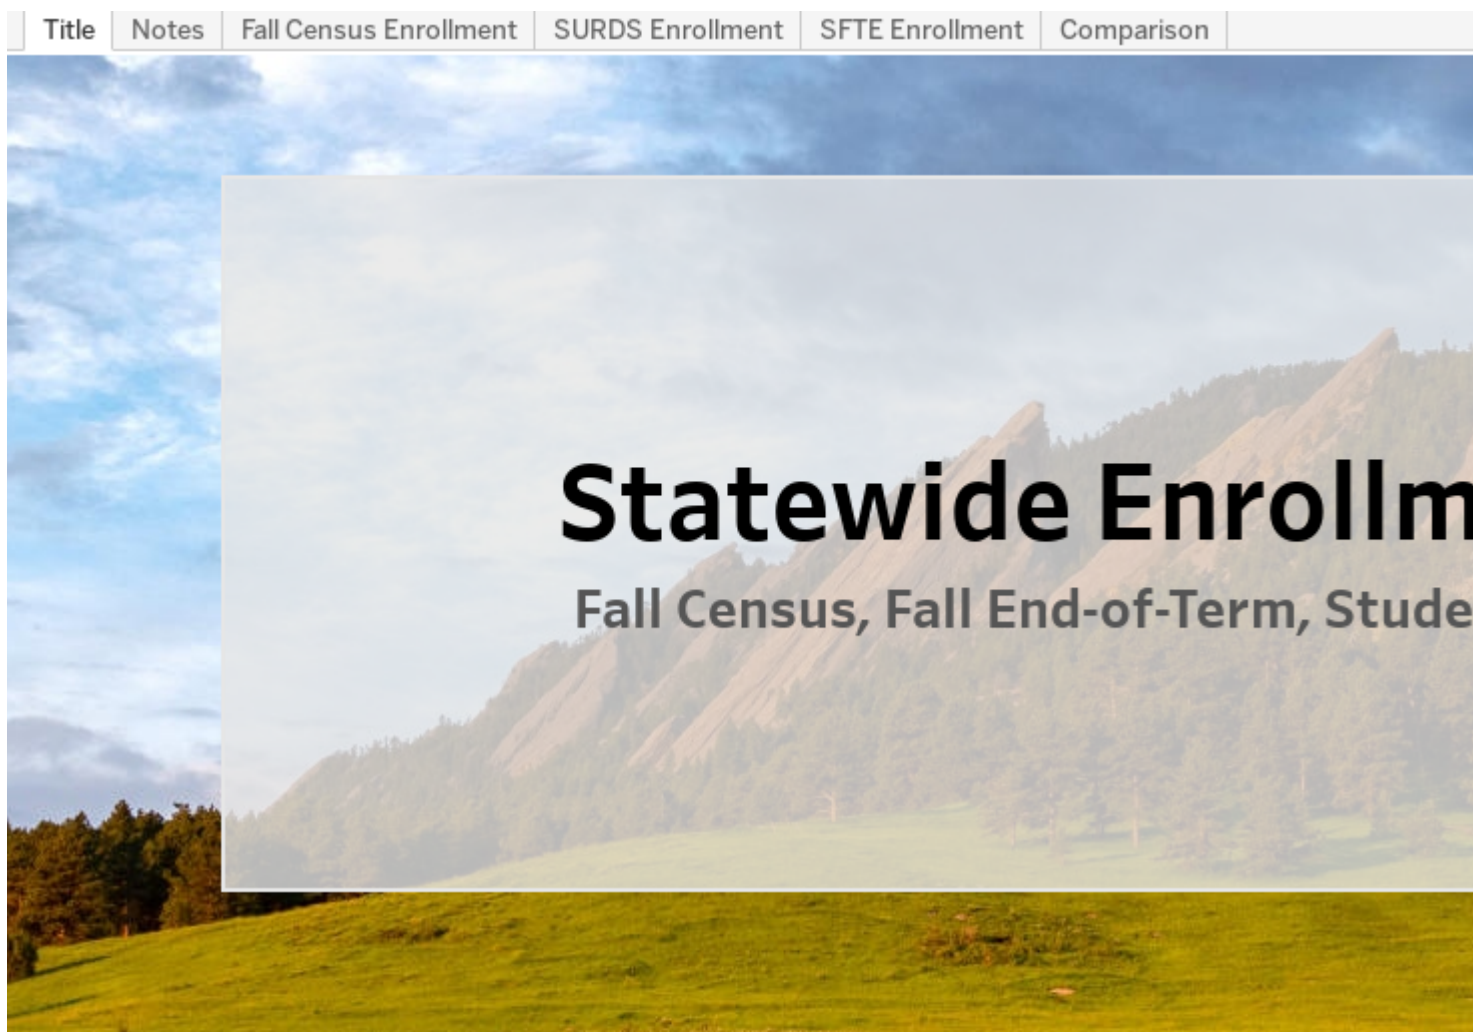 Title Notes Fall Census Enrollment SURDS Enrollment SFTE Enrollment Comparison
Statewide Enrollm
Fall Census, Fall End-of-Term, Stude